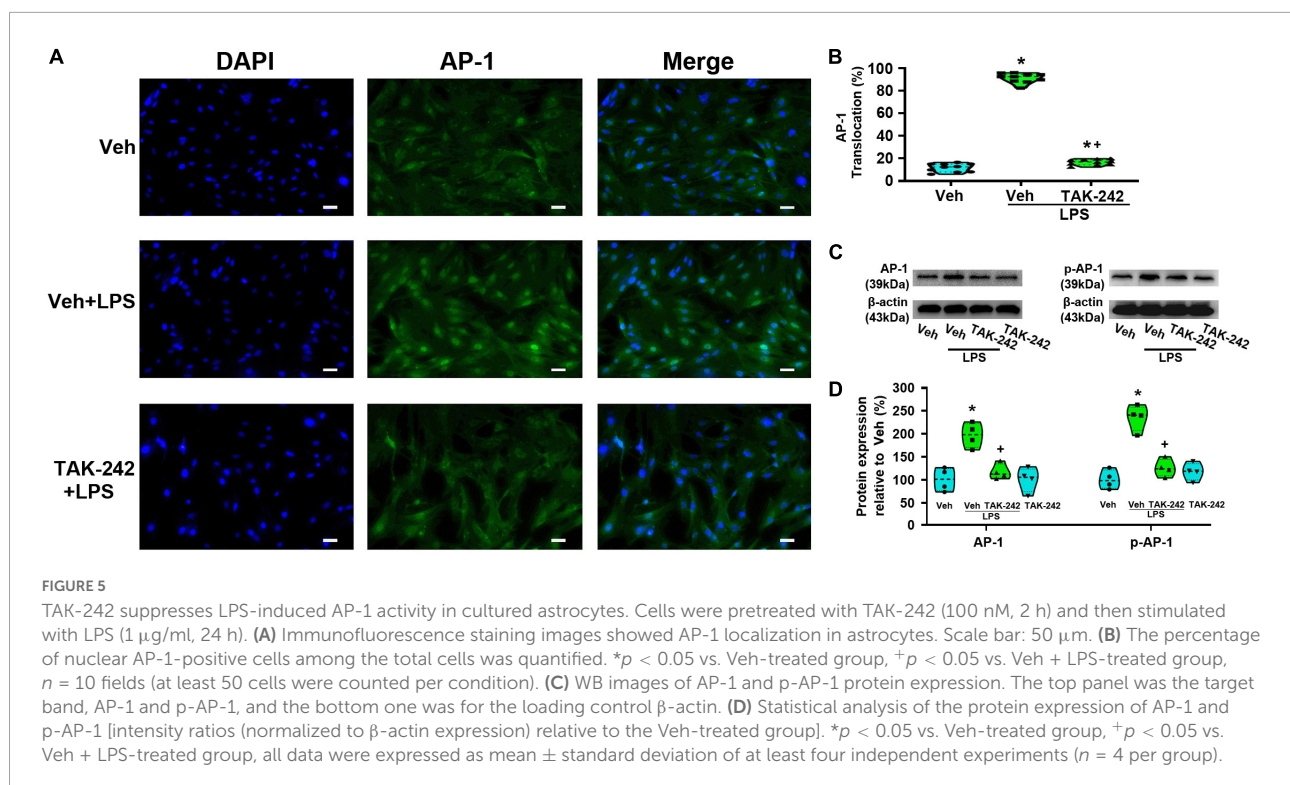 A
DAPI
AP-1
Merge
Veh
Veh+LPS
TAK-242
+LPS
B
AP-1
Translocation (%)
100
80
60
40
20
0
*
* +
Veh
Veh
TAK-242
LPS
C
AP-1
(39kDa)
β-actin
(43kDa)
Veh
Veh
TAK-242
TAK-242
LPS
p-AP-1
(39kDa)
β-actin
(43kDa)
Veh
Veh
TAK-242
TAK-242
LPS
D
Protein expression
relative to Veh (%)
300
250
200
150
100
50
0
*
+
*
+
Veh
Veh TAK-242
TAK-242
LPS
Veh
Veh TAK-242
TAK-242
LPS
AP-1
p-AP-1
FIGURE 5
TAK-242 suppresses LPS-induced AP-1 activity in cultured astrocytes. Cells were pretreated with TAK-242 (100 nM, 2 h) and then stimulated
with LPS (1 μg/ml, 24 h). (A) Immunofluorescence staining images showed AP-1 localization in astrocytes. Scale bar: 50 μm. (B) The percentage
of nuclear AP-1-positive cells among the total cells was quantified. *p < 0.05 vs. Veh-treated group, +p < 0.05 vs. Veh + LPS-treated group,
n = 10 fields (at least 50 cells were counted per condition). (C) WB images of AP-1 and p-AP-1 protein expression. The top panel was the target
band, AP-1 and p-AP-1, and the bottom one was for the loading control β-actin. (D) Statistical analysis of the protein expression of AP-1 and
p-AP-1 [intensity ratios (normalized to β-actin expression) relative to the Veh-treated group]. *p < 0.05 vs. Veh-treated group, +p < 0.05 vs.
Veh + LPS-treated group, all data were expressed as mean ± standard deviation of at least four independent experiments (n = 4 per group).